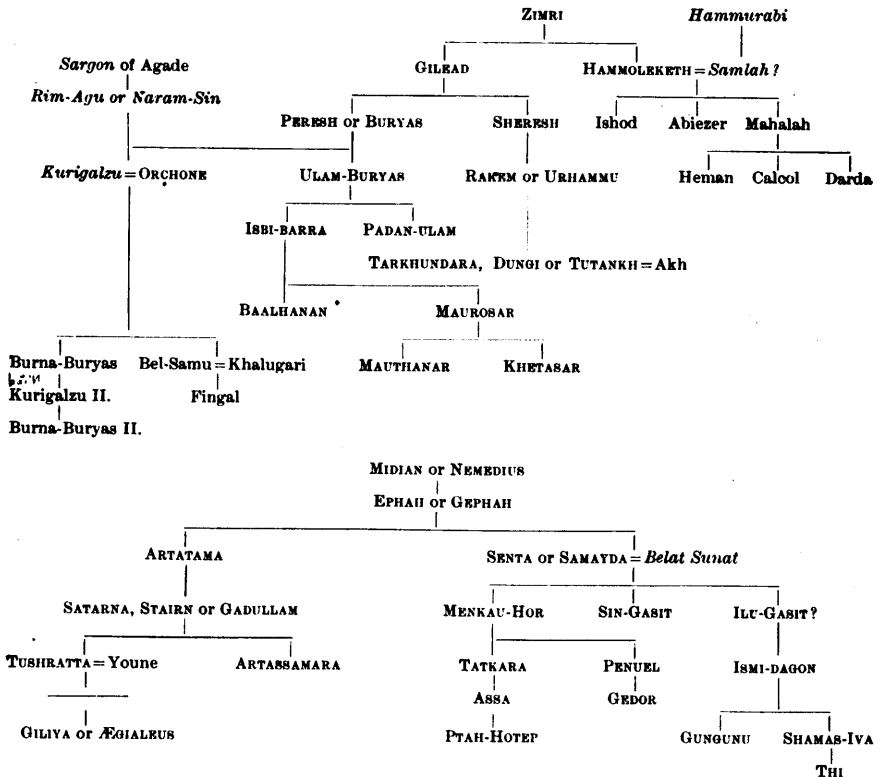 ZIMRI Hammurabi
Sargon of Agade GILEAD HAMMOLEKETH = Samlah ?
Rim-Agu or Naram-Sin
PERESH or BURYAS SHERESH Ishod Abiezer Mahalah
Kurigalzu = ORCHONE ULAM-BURYAS RAKEM or URHAMMU Heman Calcol Darda
ISBI-BARRA PADAN-ULAM
TARKHUNDARA, DUNGI or TUTANKH = Akh
BAALHANAN MAUROSAR
Burna-Buryas Bel-Samu = Khalugari MAUTHANAR KHETASAR
Kurigalzu II. Fingal
Burna-Buryas II.
MIDIAN or NEMEDIUS
EPHAH or GEPHAH
ARTATAMA SENTA or SAMAYDA = Belat Sunat
SATARNA, STAIRN or GADULLAM MENKAU-HOR SIN-GASIT ILU-GASIT ?
TUSHRATTA = Youne ARTASSAMARA TATKARA PENUEL ISMI-DAGON
ASSA GEDOR
GILIYA or ÆGIALEUS PTAH-HOTEP GUNGUNU SHAMAS-IVA
THI